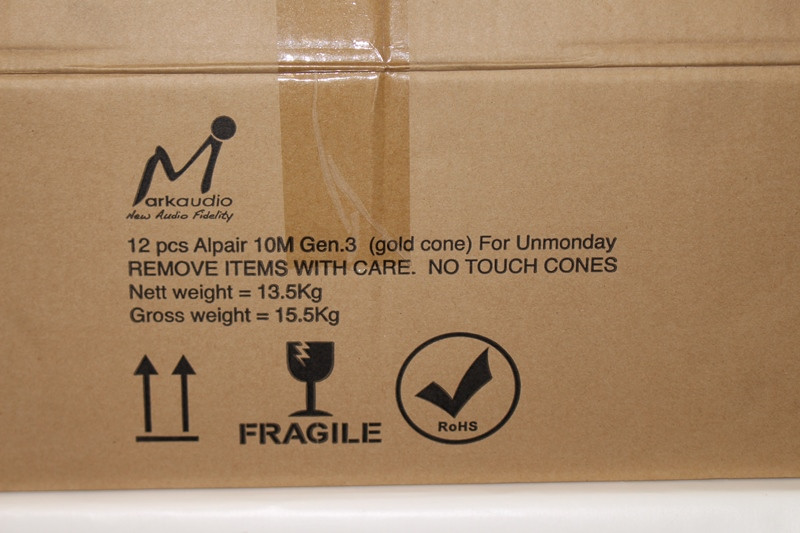 Markaudio
New Audio Fidelity
12 pcs Alpair 10M Gen.3 (gold cone) For Unmonday
REMOVE ITEMS WITH CARE. NO TOUCH CONES
Nett weight = 13.5Kg
Gross weight = 15.5Kg
FRAGILE
RoHS